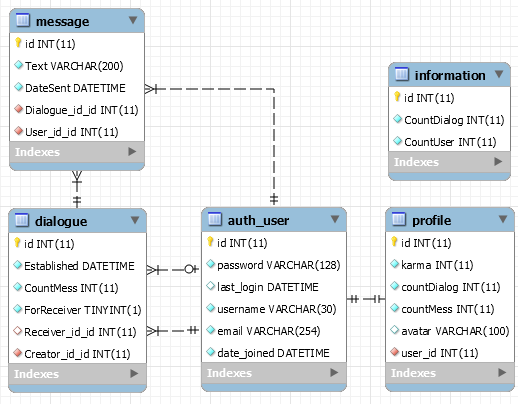 message
id INT(11)
Text VARCHAR(200)
DateSent DATETIME
Dialogue_id_id INT(11)
User_id_id INT(11)
Indexes
information
id INT(11)
CountDialog INT(11)
CountUser INT(11)
Indexes
dialogue
id INT(11)
Established DATETIME
CountMess INT(11)
ForReceiver TINYINT(1)
Receiver_id_id INT(11)
Creator_id_id INT(11)
Indexes
auth_user
id INT(11)
password VARCHAR(128)
last_login DATETIME
username VARCHAR(30)
email VARCHAR(254)
date_joined DATETIME
Indexes
profile
id INT(11)
karma INT(11)
countDialog INT(11)
countMess INT(11)
avatar VARCHAR(100)
user_id INT(11)
Indexes